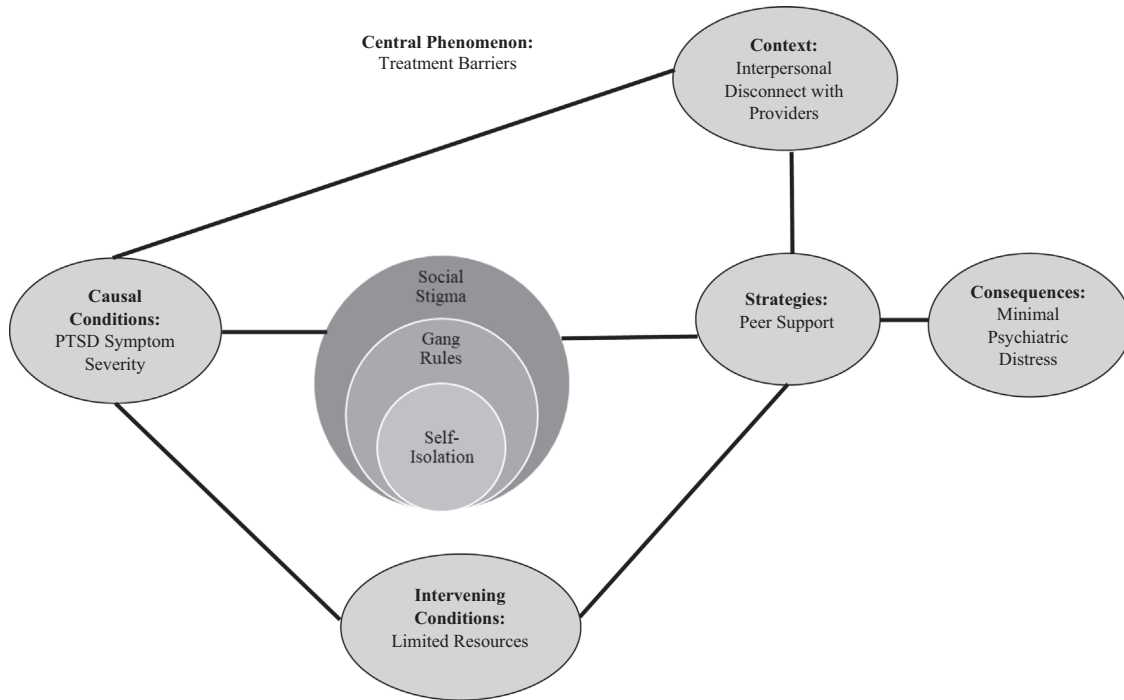 Central Phenomenon:
Treatment Barriers
Context:
Interpersonal
Disconnect with
Providers
Causal
Conditions:
PTSD Symptom
Severity
Social
Stigma
Gang
Rules
Self-
Isolation
Strategies:
Peer Support
Consequences:
Minimal
Psychiatric
Distress
Intervening
Conditions:
Limited Resources